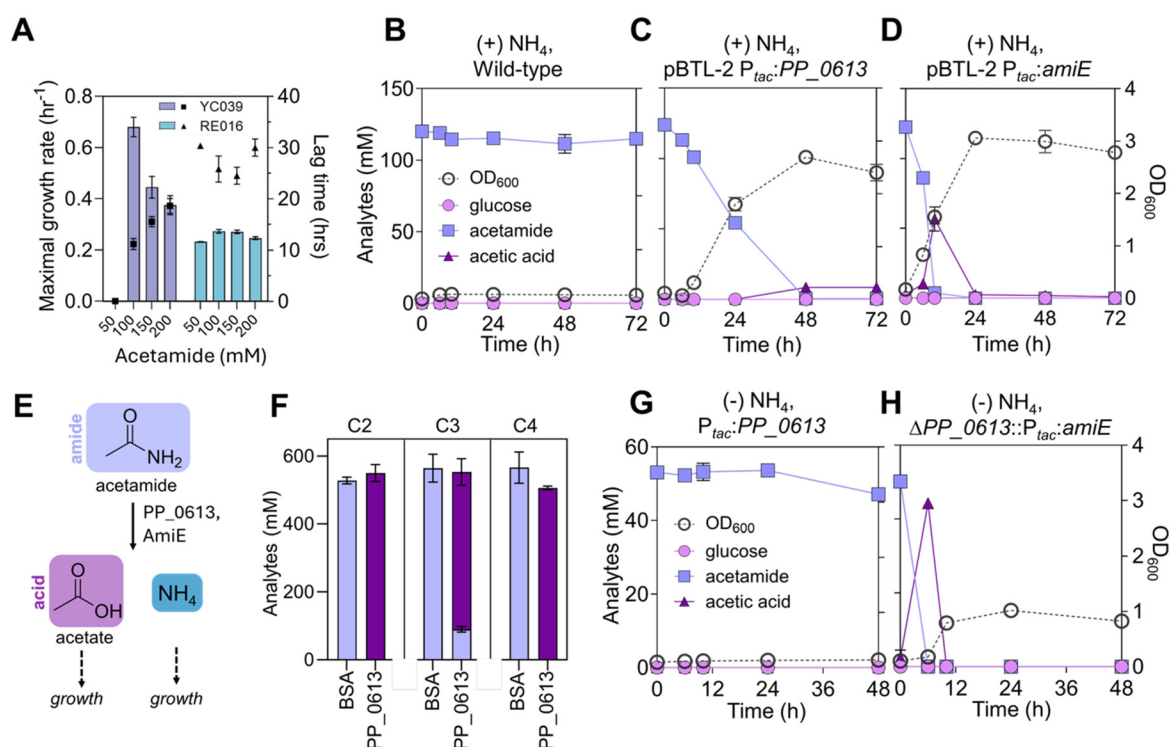 A
Maximal growth rate (hr⁻¹)
0.8
0.6
0.4
0.2
0.0
YC039
RE016
40
30
20
10
0
Lag time (hrs)
50
100
150
200
50
100
150
200
Acetamide (mM)
B
(+) NH₄,
Wild-type
Analytes (mM)
150
100
50
0
OD₆₀₀
glucose
acetamide
acetic acid
0 24 48 72
Time (h)
C
(+) NH₄,
pBTL-2 Pₜₐ꜀:PP_0613
0 24 48 72
Time (h)
D
(+) NH₄,
pBTL-2 Pₜₐ꜀:amiE
4
3
2
1
0
OD₆₀₀
0 24 48 72
Time (h)
E
amide
O
NH₂
acetamide
PP_0613,
AmiE
acid
O
OH
acetate
NH₄
growth
growth
F
C2 C3 C4
Analytes (mM)
600
400
200
0
BSA
PP_0613
BSA
PP_0613
BSA
PP_0613
G
(-) NH₄,
Pₜₐ꜀:PP_0613
Analytes (mM)
60
40
20
0
OD₆₀₀
glucose
acetamide
acetic acid
0 12 24 36 48
Time (h)
H
(-) NH₄,
ΔPP_0613::Pₜₐ꜀:amiE
4
3
2
1
0
OD₆₀₀
0 12 24 36 48
Time (h)